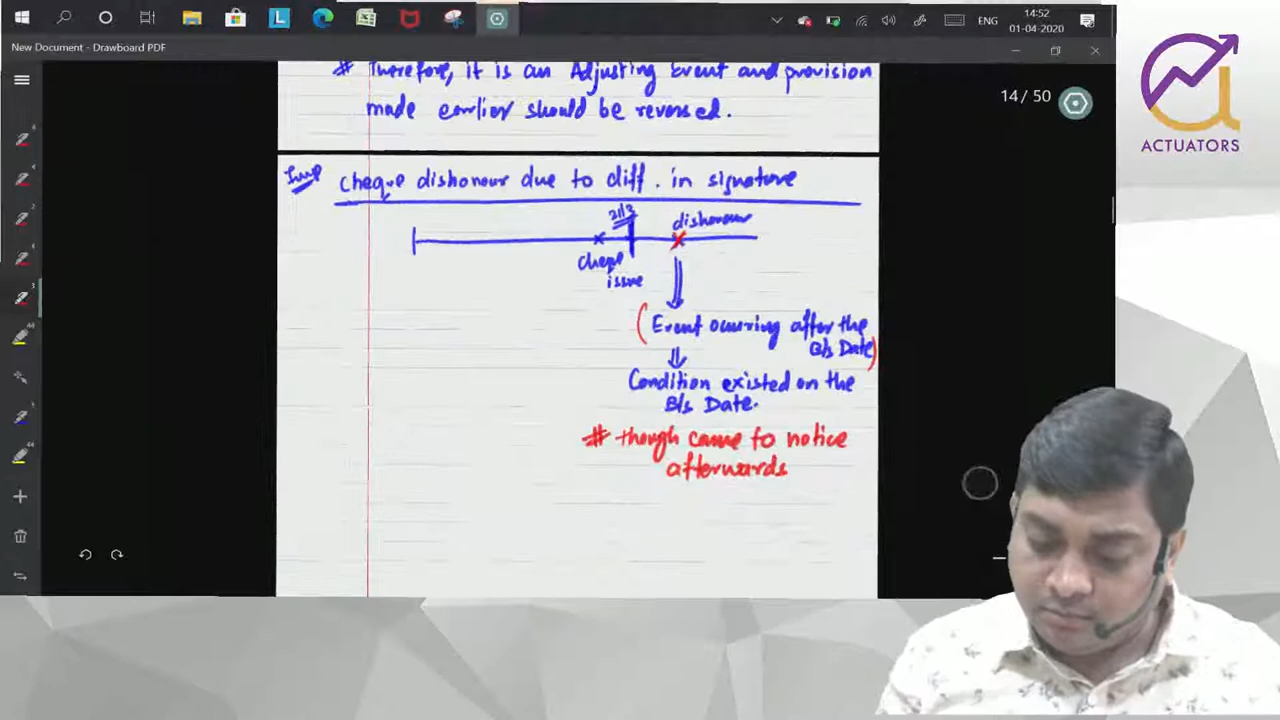 ENG
14:52
01-04-2020
New Document - Drawboard PDF
ACTUATORS
14 / 50
# Therefore, it is an Adjusting Event and provision
made earlier should be reversed.
Imp
Cheque dishonour due to diff. in signature
31/3
dishonour
cheque
issue
(Event occuring after the
B/s Date)
Condition existed on the
B/s Date.
# though came to notice
afterwards